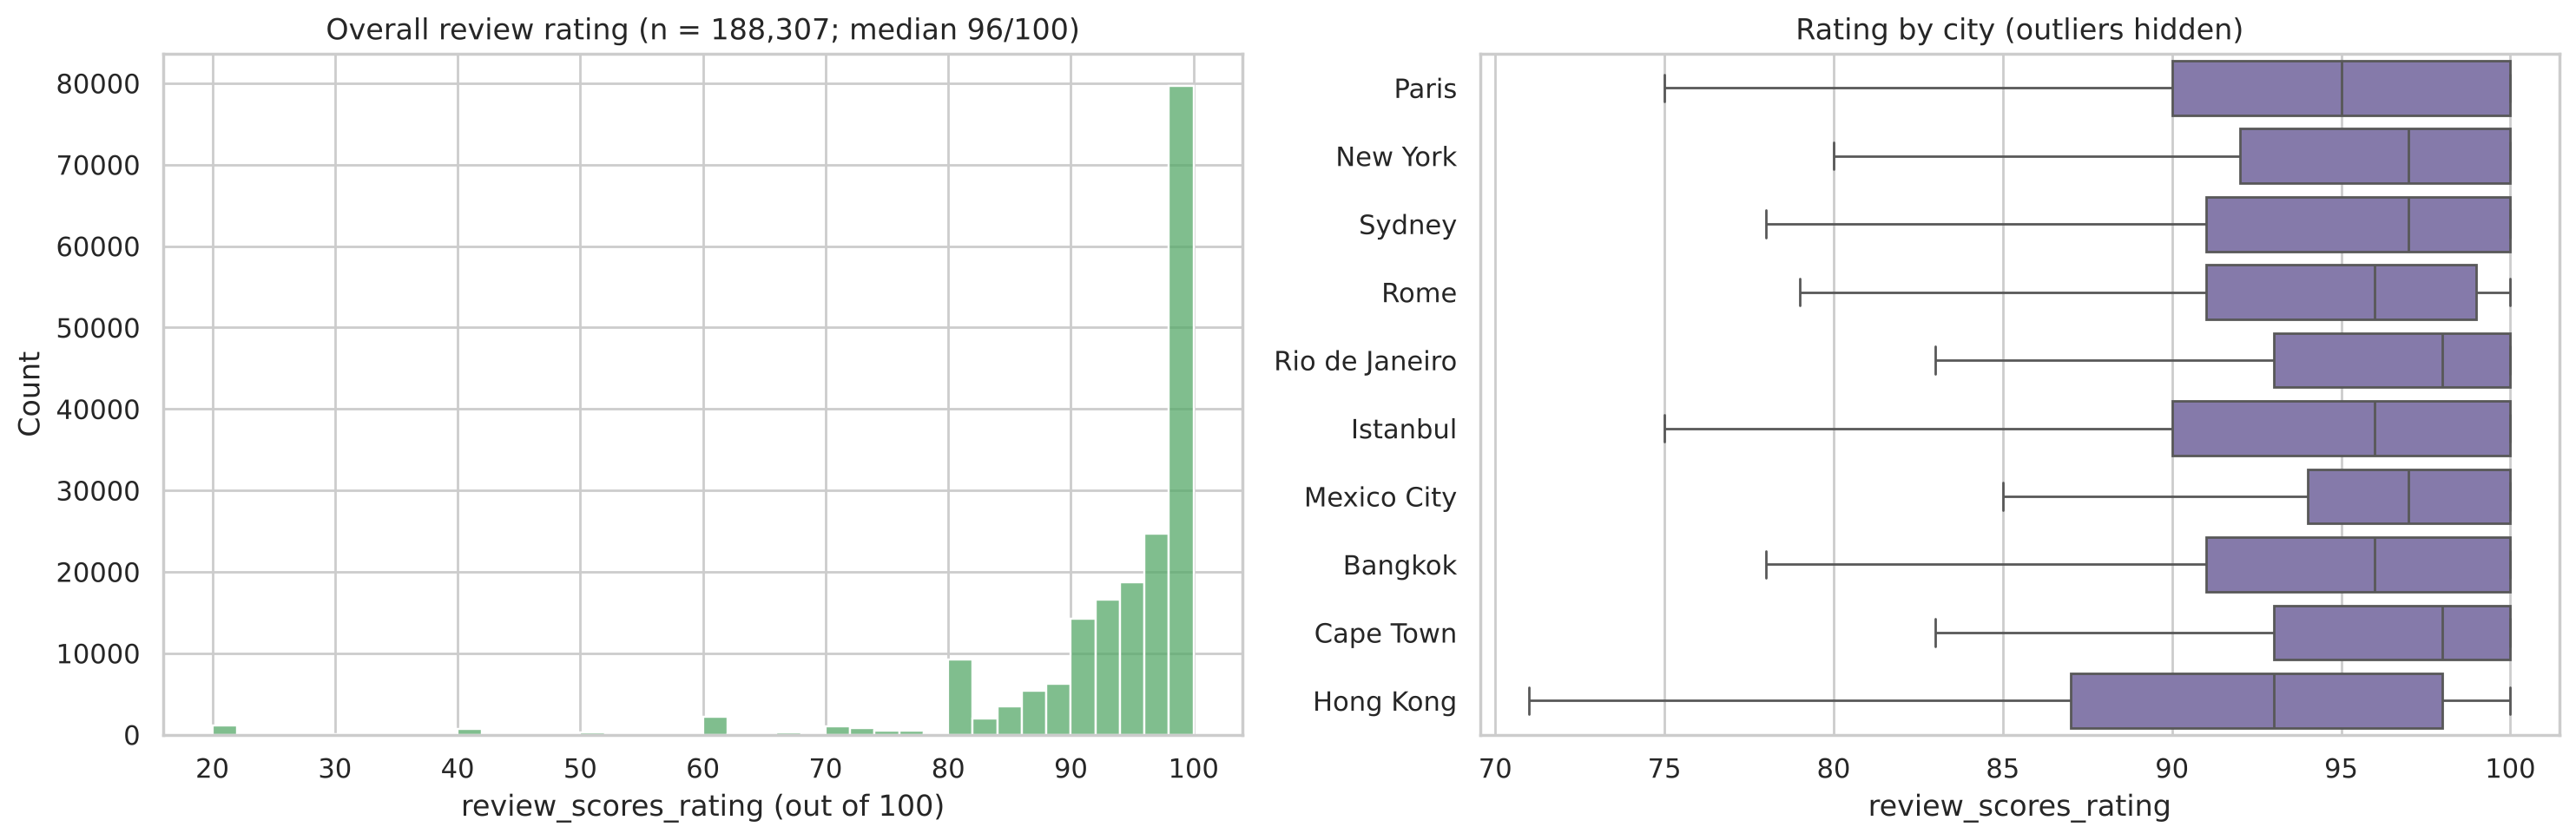 Overall review rating (n = 188,307; median 96/100)
80000
70000
60000
50000
40000
30000
20000
10000
0
Count
20 30 40 50 60 70 80 90 100
review_scores_rating (out of 100)
Rating by city (outliers hidden)
Paris
New York
Sydney
Rome
Rio de Janeiro
Istanbul
Mexico City
Bangkok
Cape Town
Hong Kong
70 75 80 85 90 95 100
review_scores_rating